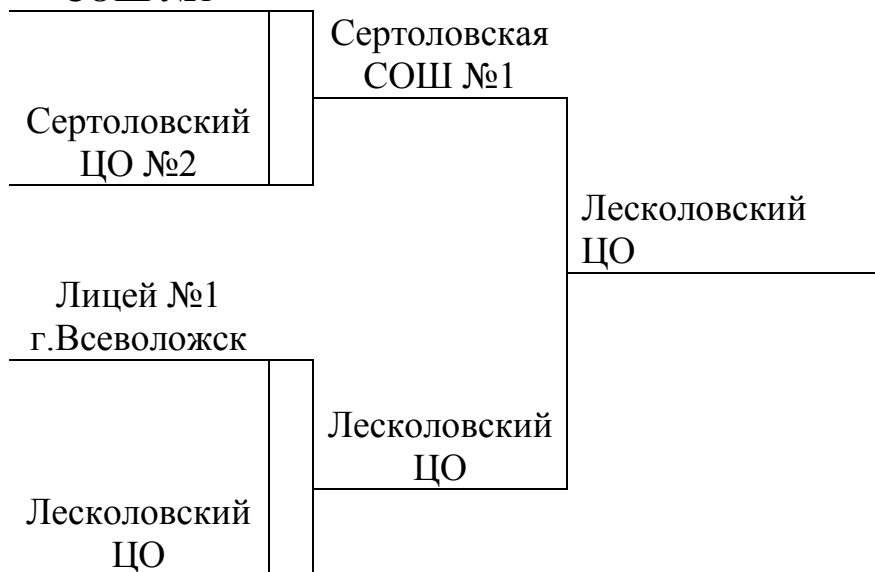 Сертоловская
СОШ №1
Сертоловский
ЦО №2
Лесколовский
ЦО
Лицей №1
г.Всеволожск
Лесколовский
ЦО
Лесколовский
ЦО